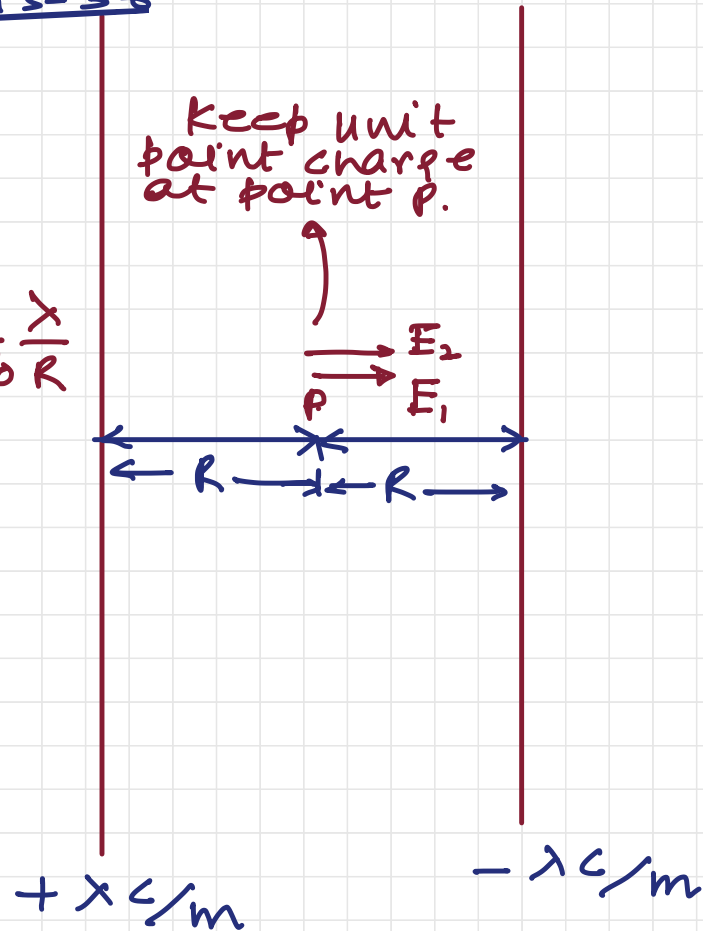 keep unit
point charge
at point p.
λ
R
E₂
E₁
P
R
R
+ λ c/m
- λ c/m